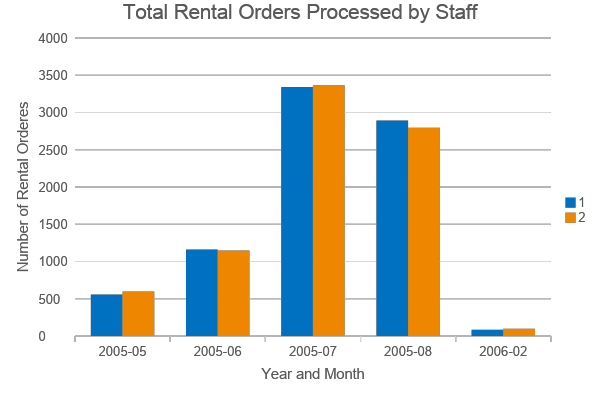 Total Rental Orders Processed by Staff
4000
3500
3000
2500
2000
1500
1000
500
0
Number of Rental Orderes
1
2
2005-05 2005-06 2005-07 2005-08 2006-02
Year and Month